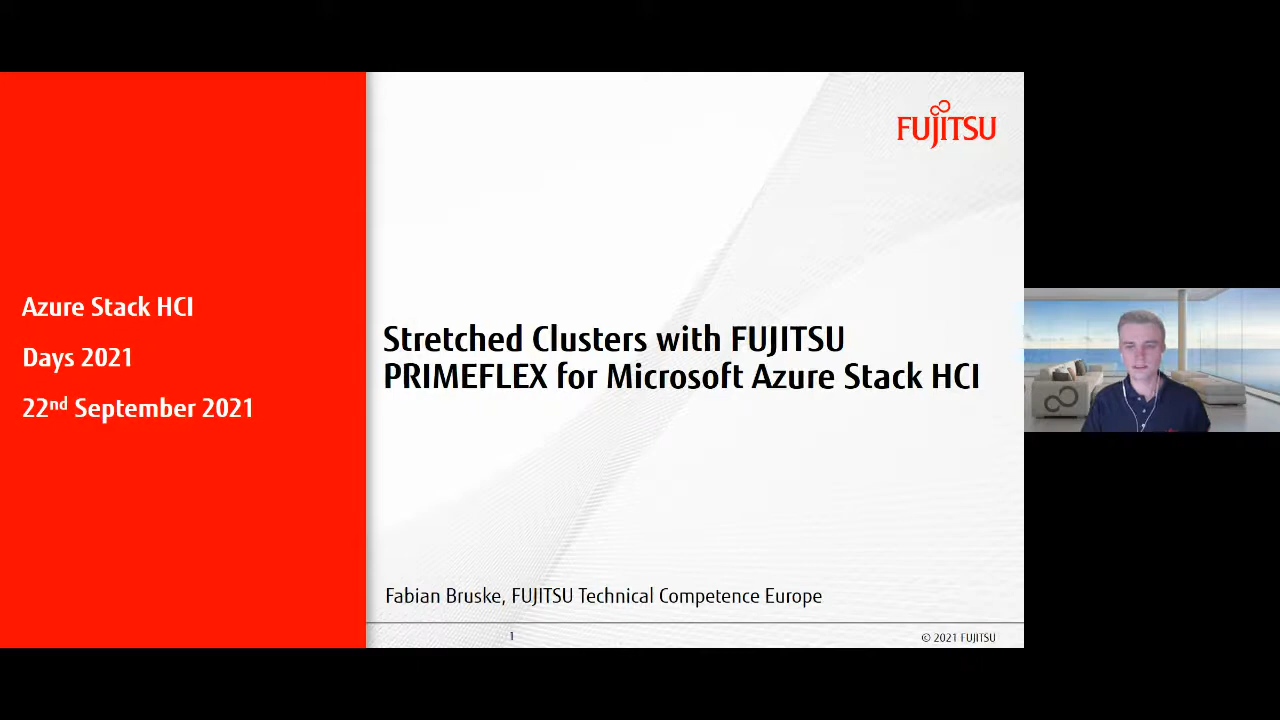 Azure Stack HCI
Days 2021
22nd September 2021
FUJITSU
Stretched Clusters with FUJITSU
PRIMEFLEX for Microsoft Azure Stack HCI
Fabian Bruske, FUJITSU Technical Competence Europe
1
© 2021 FUJITSU